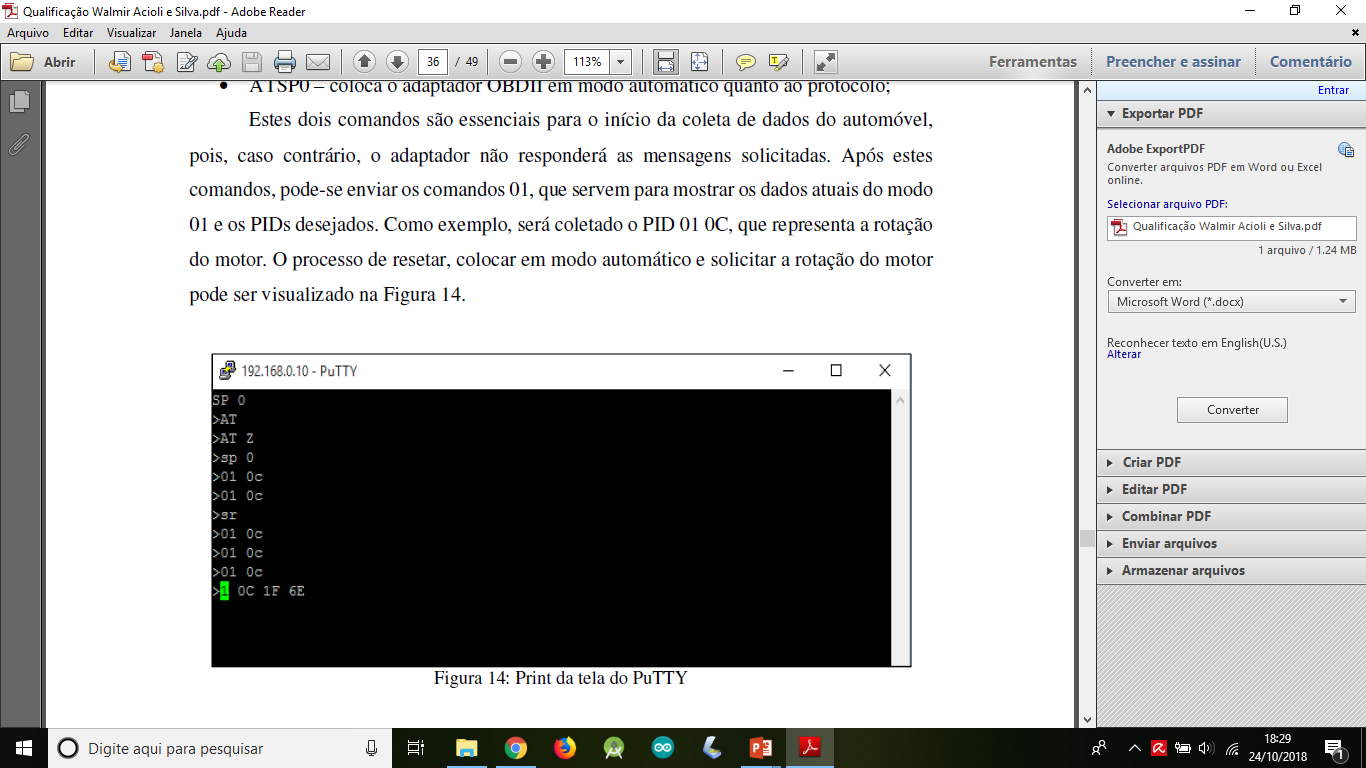 Qualificação Walmir Acioli e Silva.pdf - Adobe Reader
Arquivo Editar Visualizar Janela Ajuda
Abrir 36 / 49 113% Ferramentas Preencher e assinar Comentário
• ATSP0 – coloca o adaptador OBDII em modo automático quanto ao protocolo;
Estes dois comandos são essenciais para o início da coleta de dados do automóvel,
pois, caso contrário, o adaptador não responderá as mensagens solicitadas. Após estes
comandos, pode-se enviar os comandos 01, que servem para mostrar os dados atuais do modo
01 e os PIDs desejados. Como exemplo, será coletado o PID 01 0C, que representa a rotação
do motor. O processo de resetar, colocar em modo automático e solicitar a rotação do motor
pode ser visualizado na Figura 14.
192.168.0.10 - PuTTY
SP 0
>AT
>AT Z
>sp 0
>01 0c
>01 0c
>sr
>01 0c
>01 0c
>01 0c
>1 0C 1F 6E
Figura 14: Print da tela do PuTTY
Entrar
Exportar PDF
Adobe ExportPDF
Converter arquivos PDF em Word ou Excel
online.
Selecionar arquivo PDF:
Qualificação Walmir Acioli e Silva.pdf
1 arquivo / 1.24 MB
Converter em:
Microsoft Word (*.docx)
Reconhecer texto em English(U.S.)
Alterar
Converter
Criar PDF
Editar PDF
Combinar PDF
Enviar arquivos
Armazenar arquivos
Digite aqui para pesquisar
18:29
24/10/2018
1